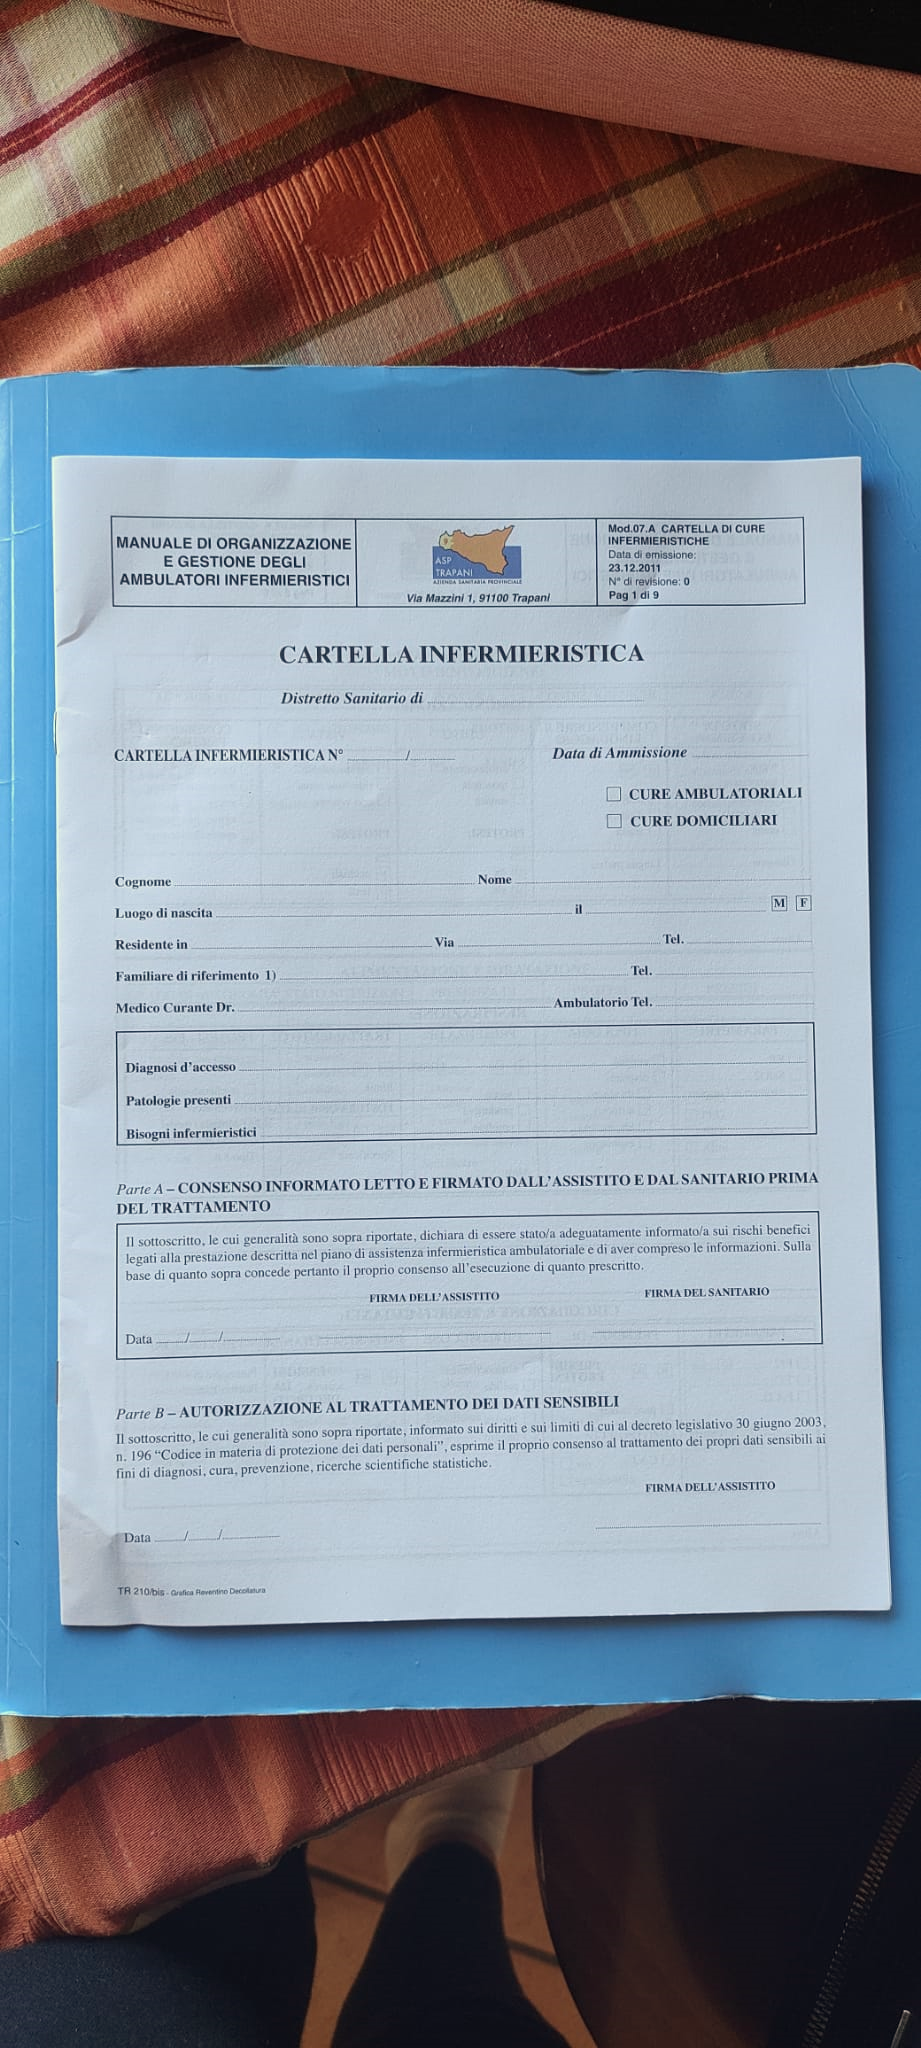 MANUALE DI ORGANIZZAZIONE
E GESTIONE DEGLI
AMBULATORI INFERMIERISTICI
ASP
TRAPANI
AZIENDA SANITARIA PROVINCIALE
Via Mazzini 1, 91100 Trapani
Mod.07.A CARTELLA DI CURE
INFERMIERISTICHE
Data di emissione:
23.12.2011
N° di revisione: 0
Pag 1 di 9
CARTELLA INFERMIERISTICA
Distretto Sanitario di
CARTELLA INFERMIERISTICA N° / Data di Ammissione
CURE AMBULATORIALI
CURE DOMICILIARI
Cognome Nome
Luogo di nascita il M F
Residente in Via Tel.
Familiare di riferimento 1) Tel.
Medico Curante Dr. Ambulatorio Tel.
Diagnosi d'accesso
Patologie presenti
Bisogni infermieristici
Parte A – CONSENSO INFORMATO LETTO E FIRMATO DALL'ASSISTITO E DAL SANITARIO PRIMA
DEL TRATTAMENTO
Il sottoscritto, le cui generalità sono sopra riportate, dichiara di essere stato/a adeguatamente informato/a sui rischi benefici
legati alla prestazione descritta nel piano di assistenza infermieristica ambulatoriale e di aver compreso le informazioni. Sulla
base di quanto sopra concede pertanto il proprio consenso all'esecuzione di quanto prescritto.
FIRMA DELL'ASSISTITO FIRMA DEL SANITARIO
Data / /
Parte B – AUTORIZZAZIONE AL TRATTAMENTO DEI DATI SENSIBILI
Il sottoscritto, le cui generalità sono sopra riportate, informato sui diritti e sui limiti di cui al decreto legislativo 30 giugno 2003,
n. 196 “Codice in materia di protezione dei dati personali”, esprime il proprio consenso al trattamento dei propri dati sensibili ai
fini di diagnosi, cura, prevenzione, ricerche scientifiche statistiche.
FIRMA DELL'ASSISTITO
Data / /
TR 210/bis - Grafica Reventino Decollatura